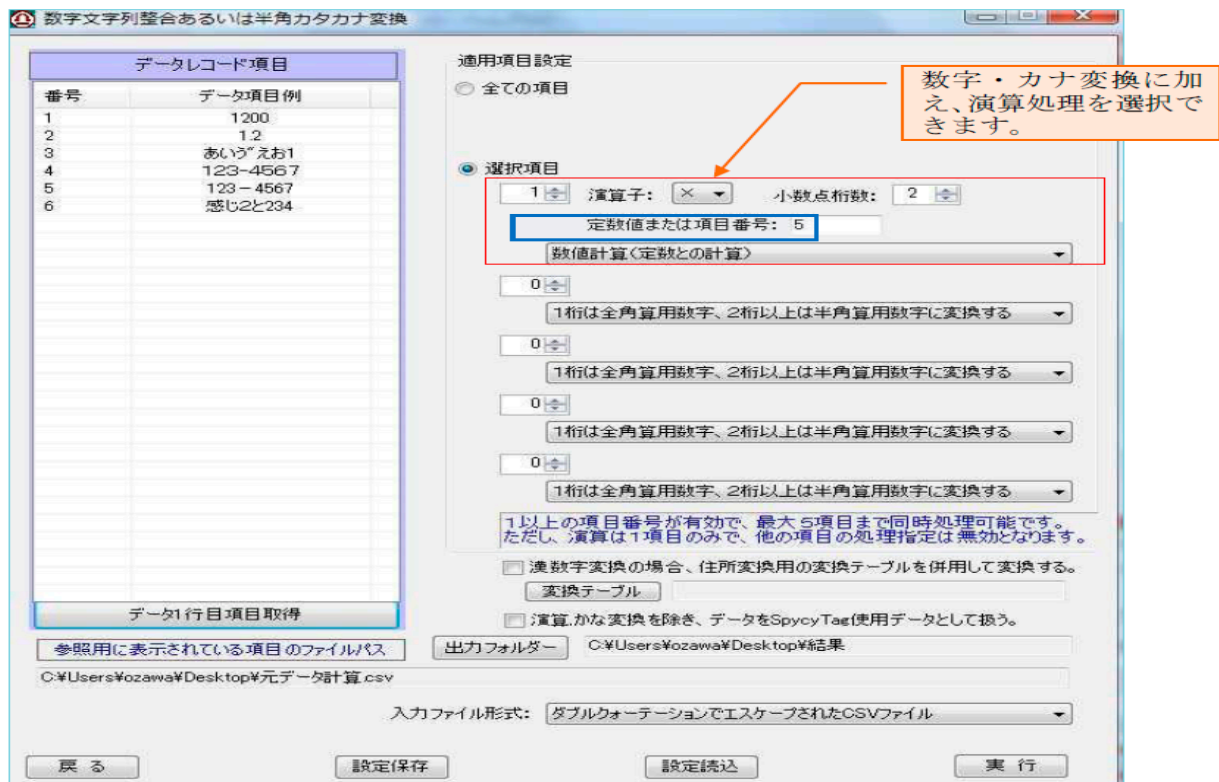 数字文字列整合あるいは半角カタカナ変換
データレコード項目
番号 データ項目例
1 1200
2 1.2
3 あいう゛えお1
4 123-4567
5 123－4567
6 感じ2と234
データ1行目項目取得
参照用に表示されている項目のファイルパス
C:¥Users¥ozawa¥Desktop¥元データ計算.csv
適用項目設定
全ての項目
数字・カナ変換に加
え、演算処理を選択で
きます。
選択項目
1 演算子: × 小数点桁数: 2
定数値または項目番号: 5
数値計算(定数との計算)
0
1桁は全角算用数字、2桁以上は半角算用数字に変換する
0
1桁は全角算用数字、2桁以上は半角算用数字に変換する
0
1桁は全角算用数字、2桁以上は半角算用数字に変換する
0
1桁は全角算用数字、2桁以上は半角算用数字に変換する
1以上の項目番号が有効で、最大5項目まで同時処理可能です。
ただし、演算は1項目のみで、他の項目の処理指定は無効となります。
漢数字変換の場合、住所変換用の変換テーブルを併用して変換する。
変換テーブル
演算.かな変換を除き、データをSpycyTag使用データとして扱う。
出力フォルダー C:¥Users¥ozawa¥Desktop¥結果
入力ファイル形式: ダブルクォーテーションでエスケープされたCSVファイル
戻る 設定保存 設定読込 実行